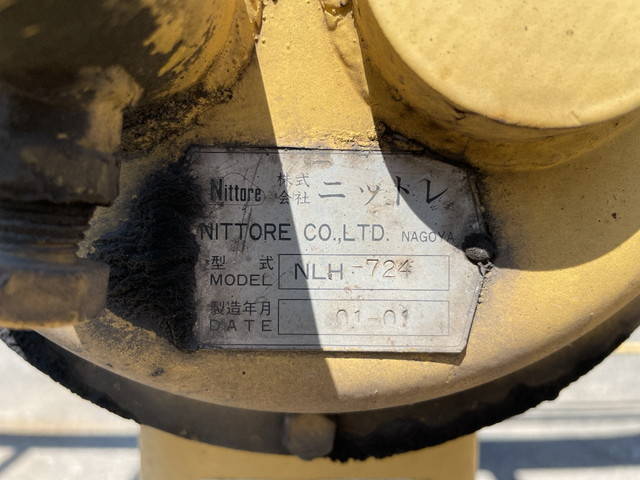 Nittore 株式会社 ニットレ
NITTORE CO.,LTD. NAGOYA
型式 MODEL NLH-724
製造年月 DATE 01-01